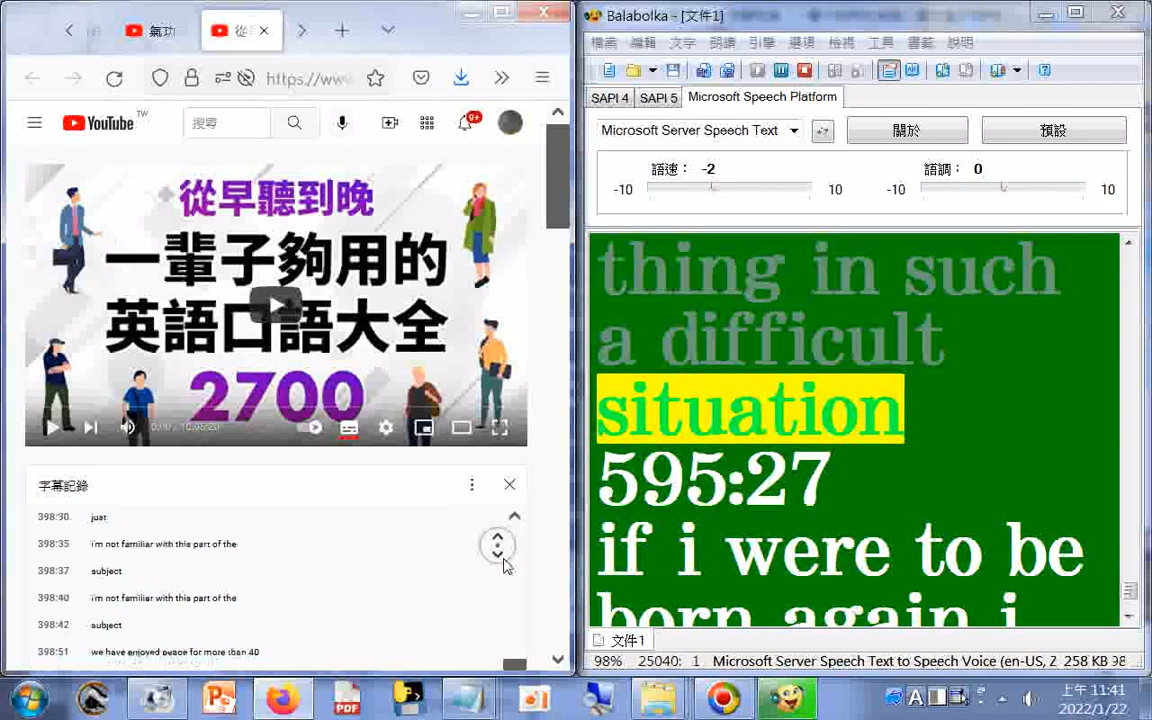 氣功
從
https://www
YouTube TW
搜尋
9+
從早聽到晚
一輩子夠用的
英語口語大全
2700
字幕記錄
398:30 just
398:35 i'm not familiar with this part of the
398:37 subject
398:40 i'm not familiar with this part of the
398:42 subject
398:51 we have enjoyed peace for more than 40
Balabolka - [文件1]
檔案 編輯 文字 朗讀 引擎 選項 檢視 工具 書籤 說明
SAPI 4 SAPI 5 Microsoft Speech Platform
Microsoft Server Speech Text
關於
預設
語速： -2
語調： 0
-10 10 -10 10
thing in such
a difficult
situation
595:27
if i were to be
born again i
文件1
98% 25040: 1 Microsoft Server Speech Text to Speech Voice (en-US, Z 258 KB 98
PDF
A
上午 11:41
2022/1/22